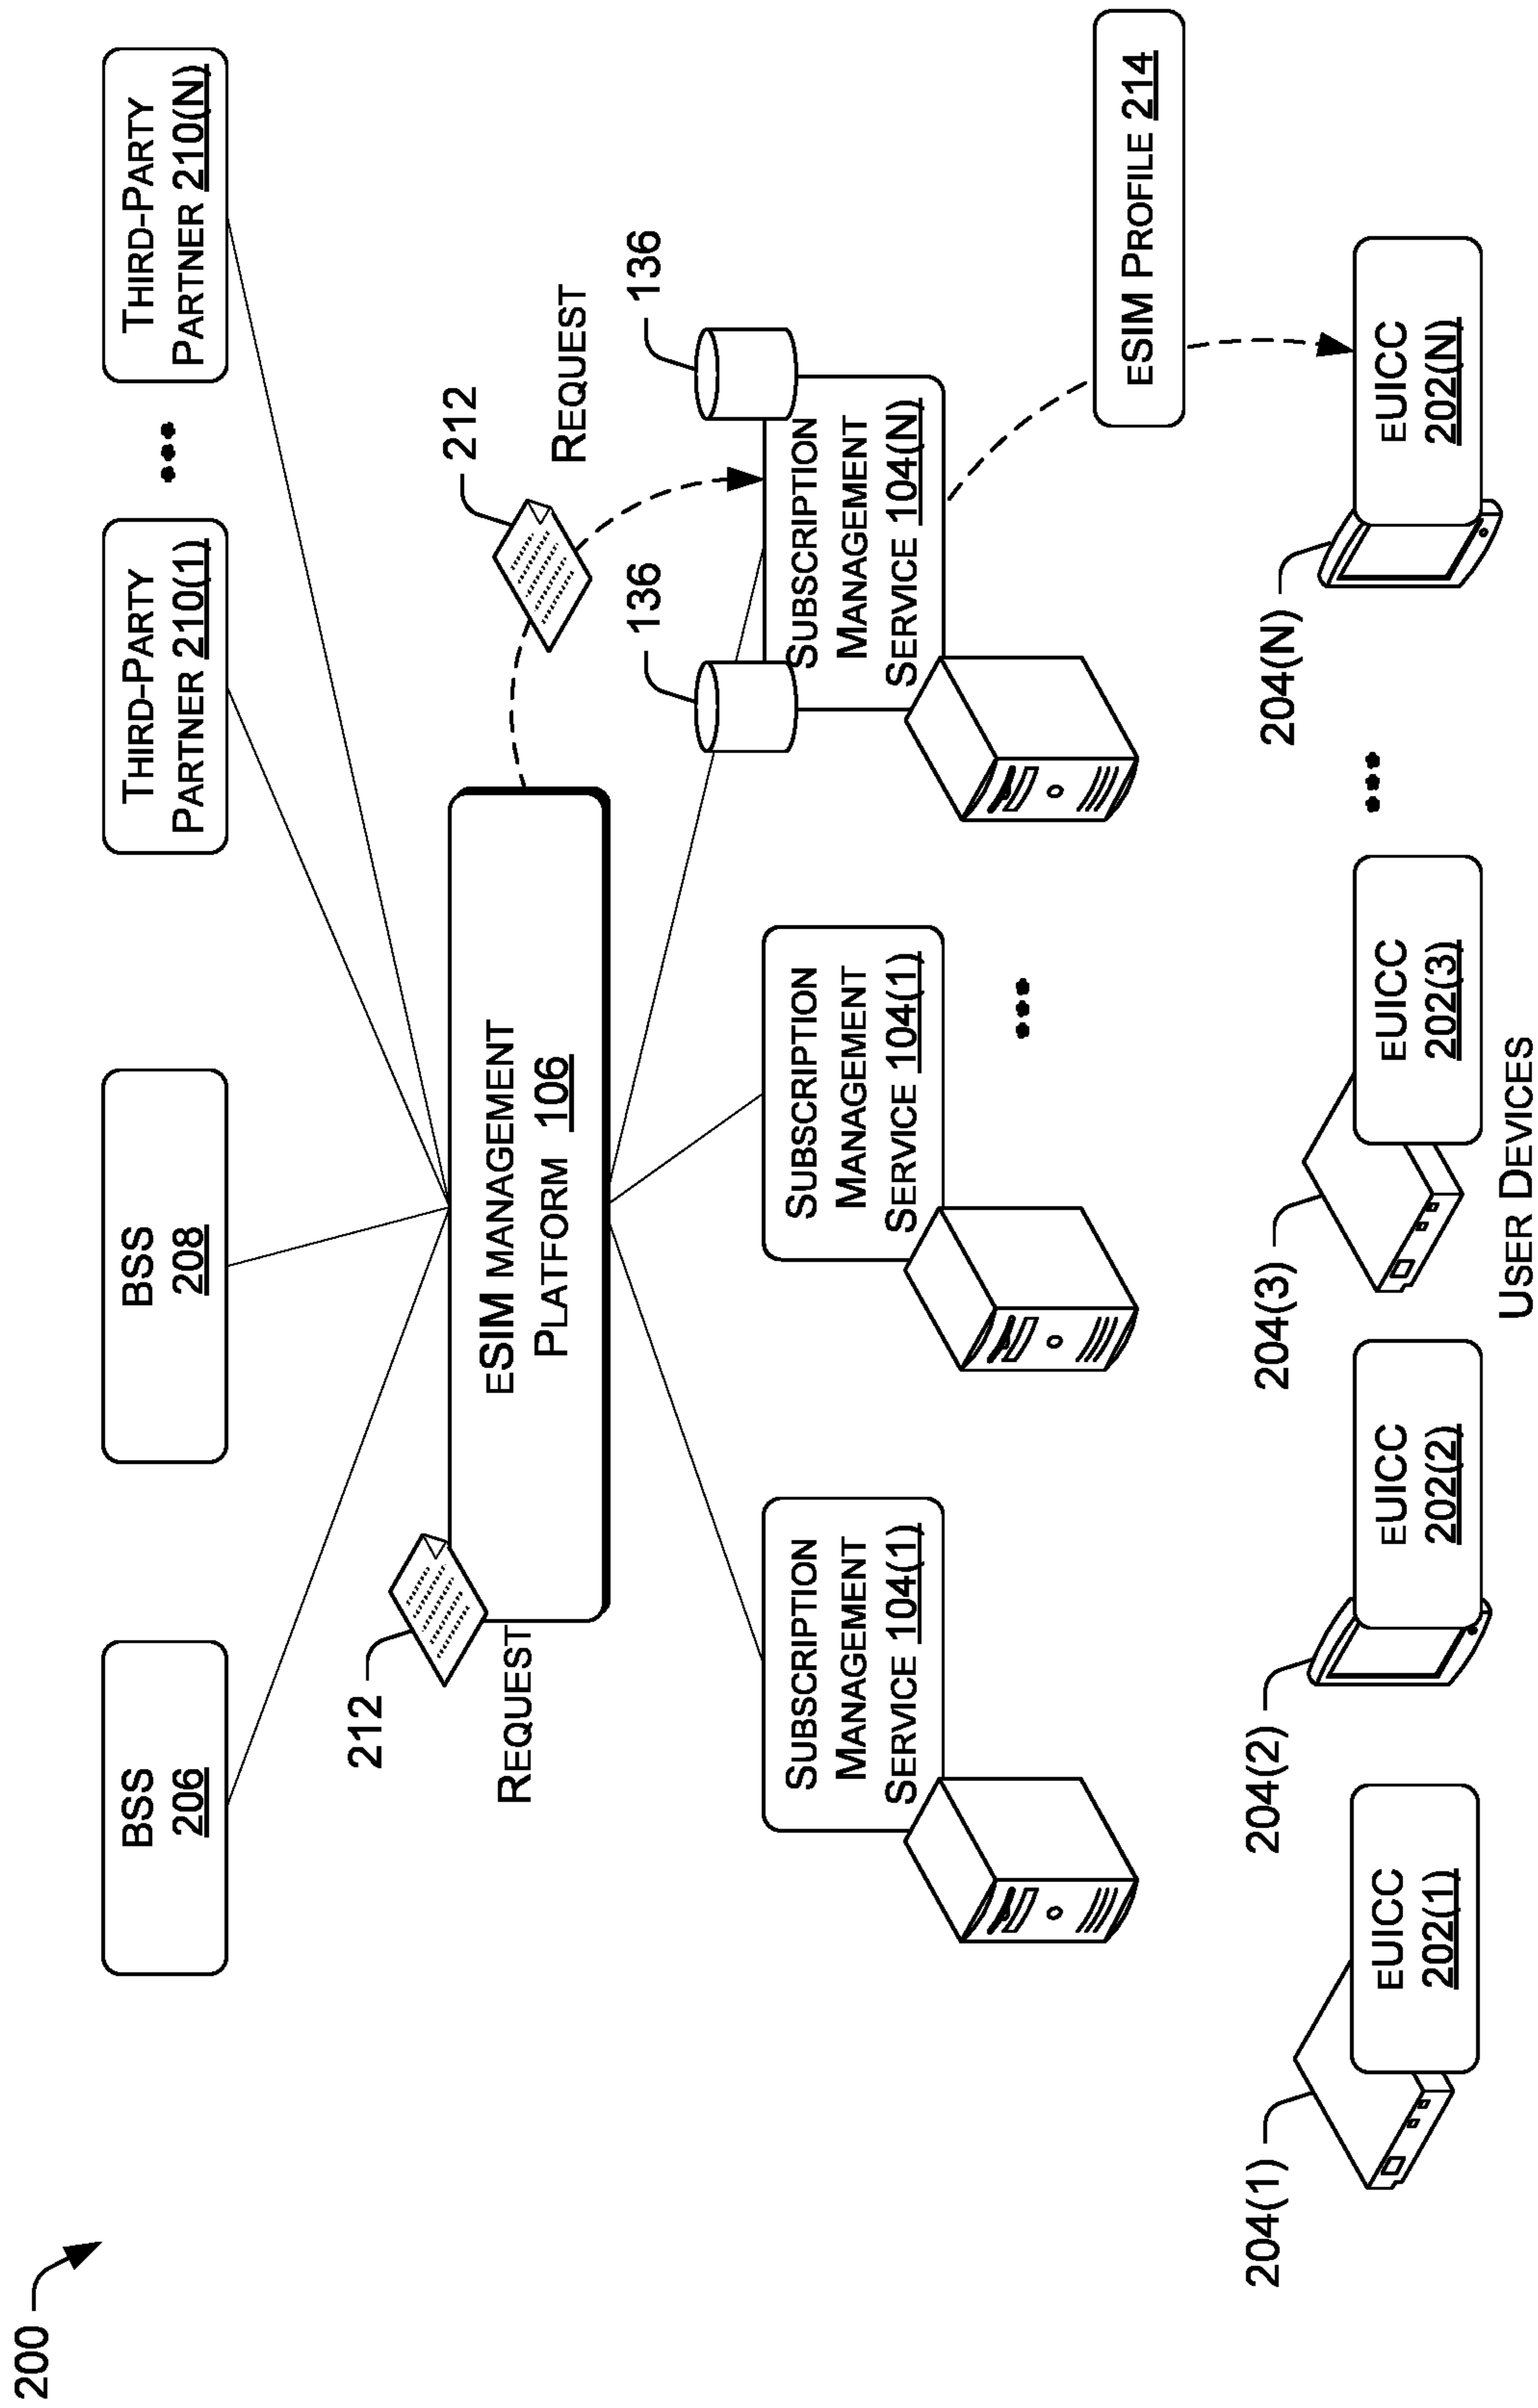 200
BSS
206
BSS
208
THIRD-PARTY
PARTNER 210(1)
THIRD-PARTY
PARTNER 210(N)
212
REQUEST
ESIM MANAGEMENT
PLATFORM 106
212
REQUEST
136
136
SUBSCRIPTION
MANAGEMENT
SERVICE 104(1)
SUBSCRIPTION
MANAGEMENT
SERVICE 104(1)
SUBSCRIPTION
MANAGEMENT
SERVICE 104(N)
ESIM PROFILE 214
204(1)
EUICC
202(1)
204(2)
EUICC
202(2)
204(3)
EUICC
202(3)
204(N)
EUICC
202(N)
USER DEVICES